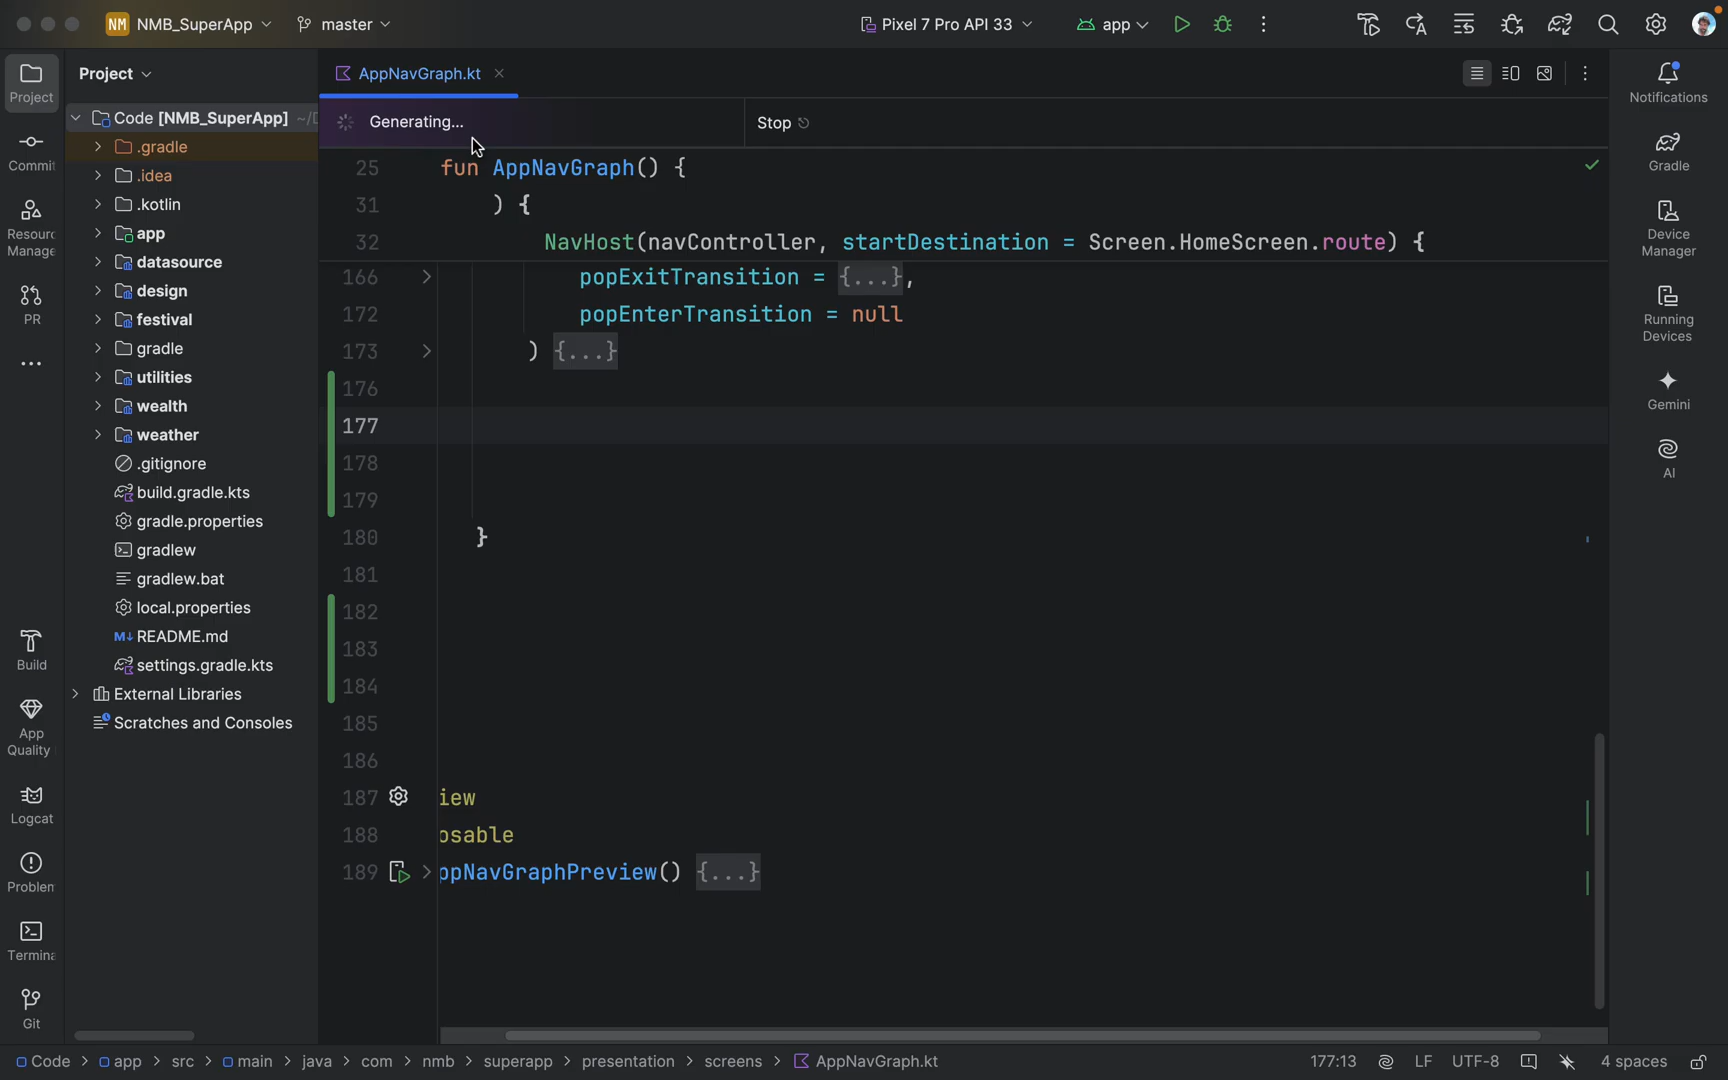 NM NMB_SuperApp master Pixel 7 Pro API 33 app
Project
Commit
Resourc
Manage
PR
Build
App
Quality
Logcat
Problem
Termina
Git
Project
Code [NMB_SuperApp] ~/D
.gradle
.idea
.kotlin
app
datasource
design
festival
gradle
utilities
wealth
weather
.gitignore
build.gradle.kts
gradle.properties
gradlew
gradlew.bat
local.properties
M↓ README.md
settings.gradle.kts
External Libraries
Scratches and Consoles
AppNavGraph.kt
Generating... Stop
25 fun AppNavGraph() {
31 ) {
32 NavHost(navController, startDestination = Screen.HomeScreen.route) {
166 popExitTransition = {...},
172 popEnterTransition = null
173 ) {...}
176
177
178
179
180 }
181
182
183
184
185
186
187 iew
188 osable
189 ppNavGraphPreview() {...}
Notifications
Gradle
Device
Manager
Running
Devices
Gemini
AI
Code > app > src > main > java > com > nmb > superapp > presentation > screens > AppNavGraph.kt 177:13 LF UTF-8 4 spaces